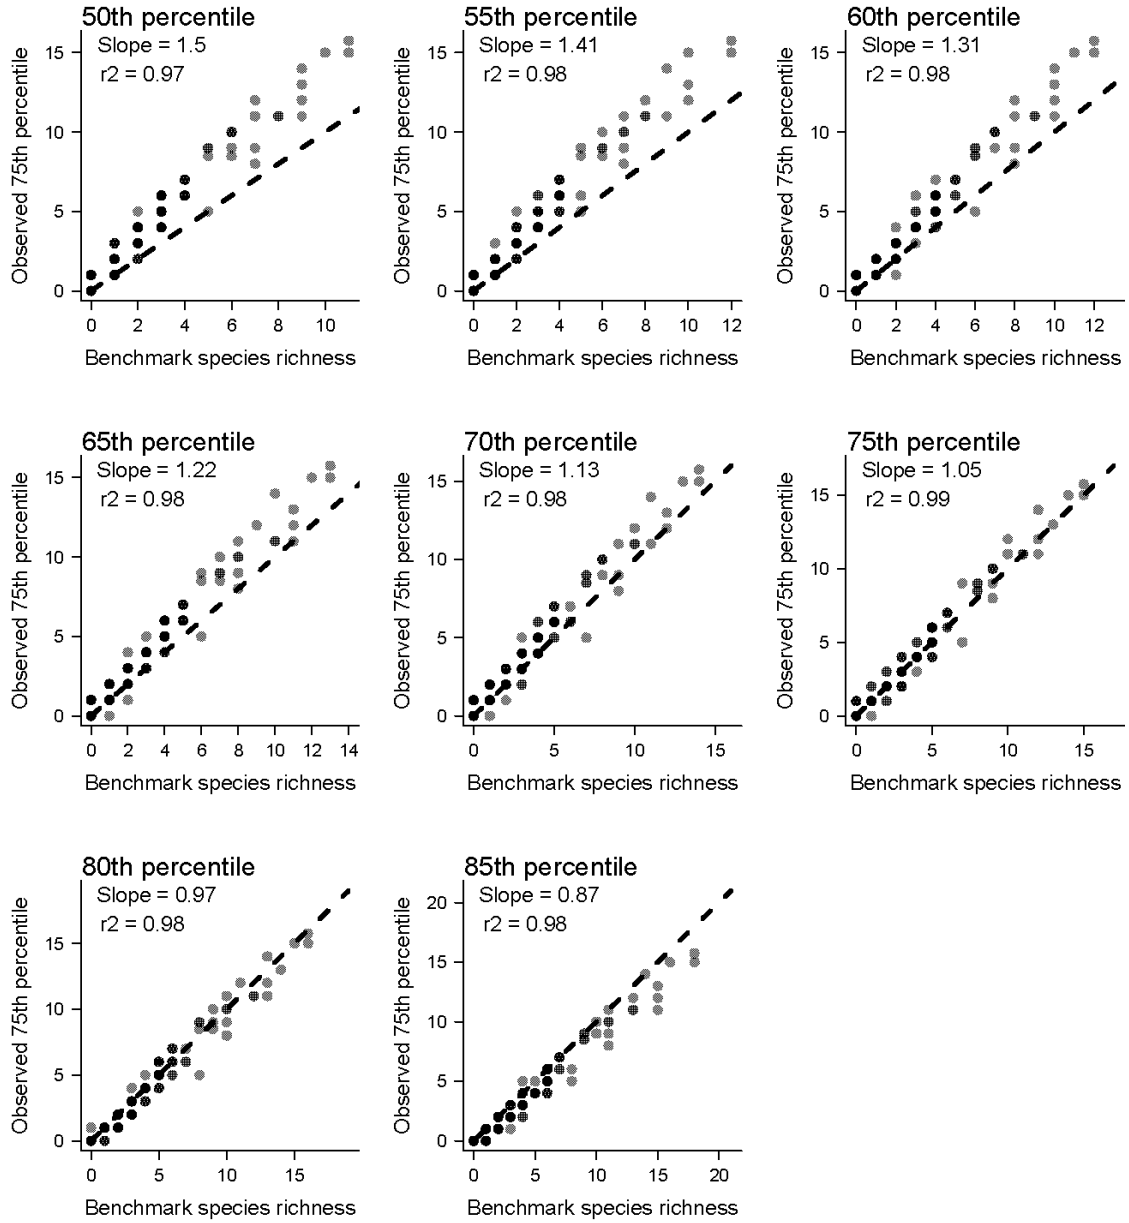 50th percentile
Slope = 1.5
r2 = 0.97
Observed 75th percentile
15
10
5
0
0 2 4 6 8 10
Benchmark species richness
55th percentile
Slope = 1.41
r2 = 0.98
Observed 75th percentile
15
10
5
0
0 2 4 6 8 10 12
Benchmark species richness
60th percentile
Slope = 1.31
r2 = 0.98
Observed 75th percentile
15
10
5
0
0 2 4 6 8 10 12
Benchmark species richness
65th percentile
Slope = 1.22
r2 = 0.98
Observed 75th percentile
15
10
5
0
0 2 4 6 8 10 12 14
Benchmark species richness
70th percentile
Slope = 1.13
r2 = 0.98
Observed 75th percentile
15
10
5
0
0 5 10 15
Benchmark species richness
75th percentile
Slope = 1.05
r2 = 0.99
Observed 75th percentile
15
10
5
0
0 5 10 15
Benchmark species richness
80th percentile
Slope = 0.97
r2 = 0.98
Observed 75th percentile
15
10
5
0
0 5 10 15
Benchmark species richness
85th percentile
Slope = 0.87
r2 = 0.98
Observed 75th percentile
20
15
10
5
0
0 5 10 15 20
Benchmark species richness